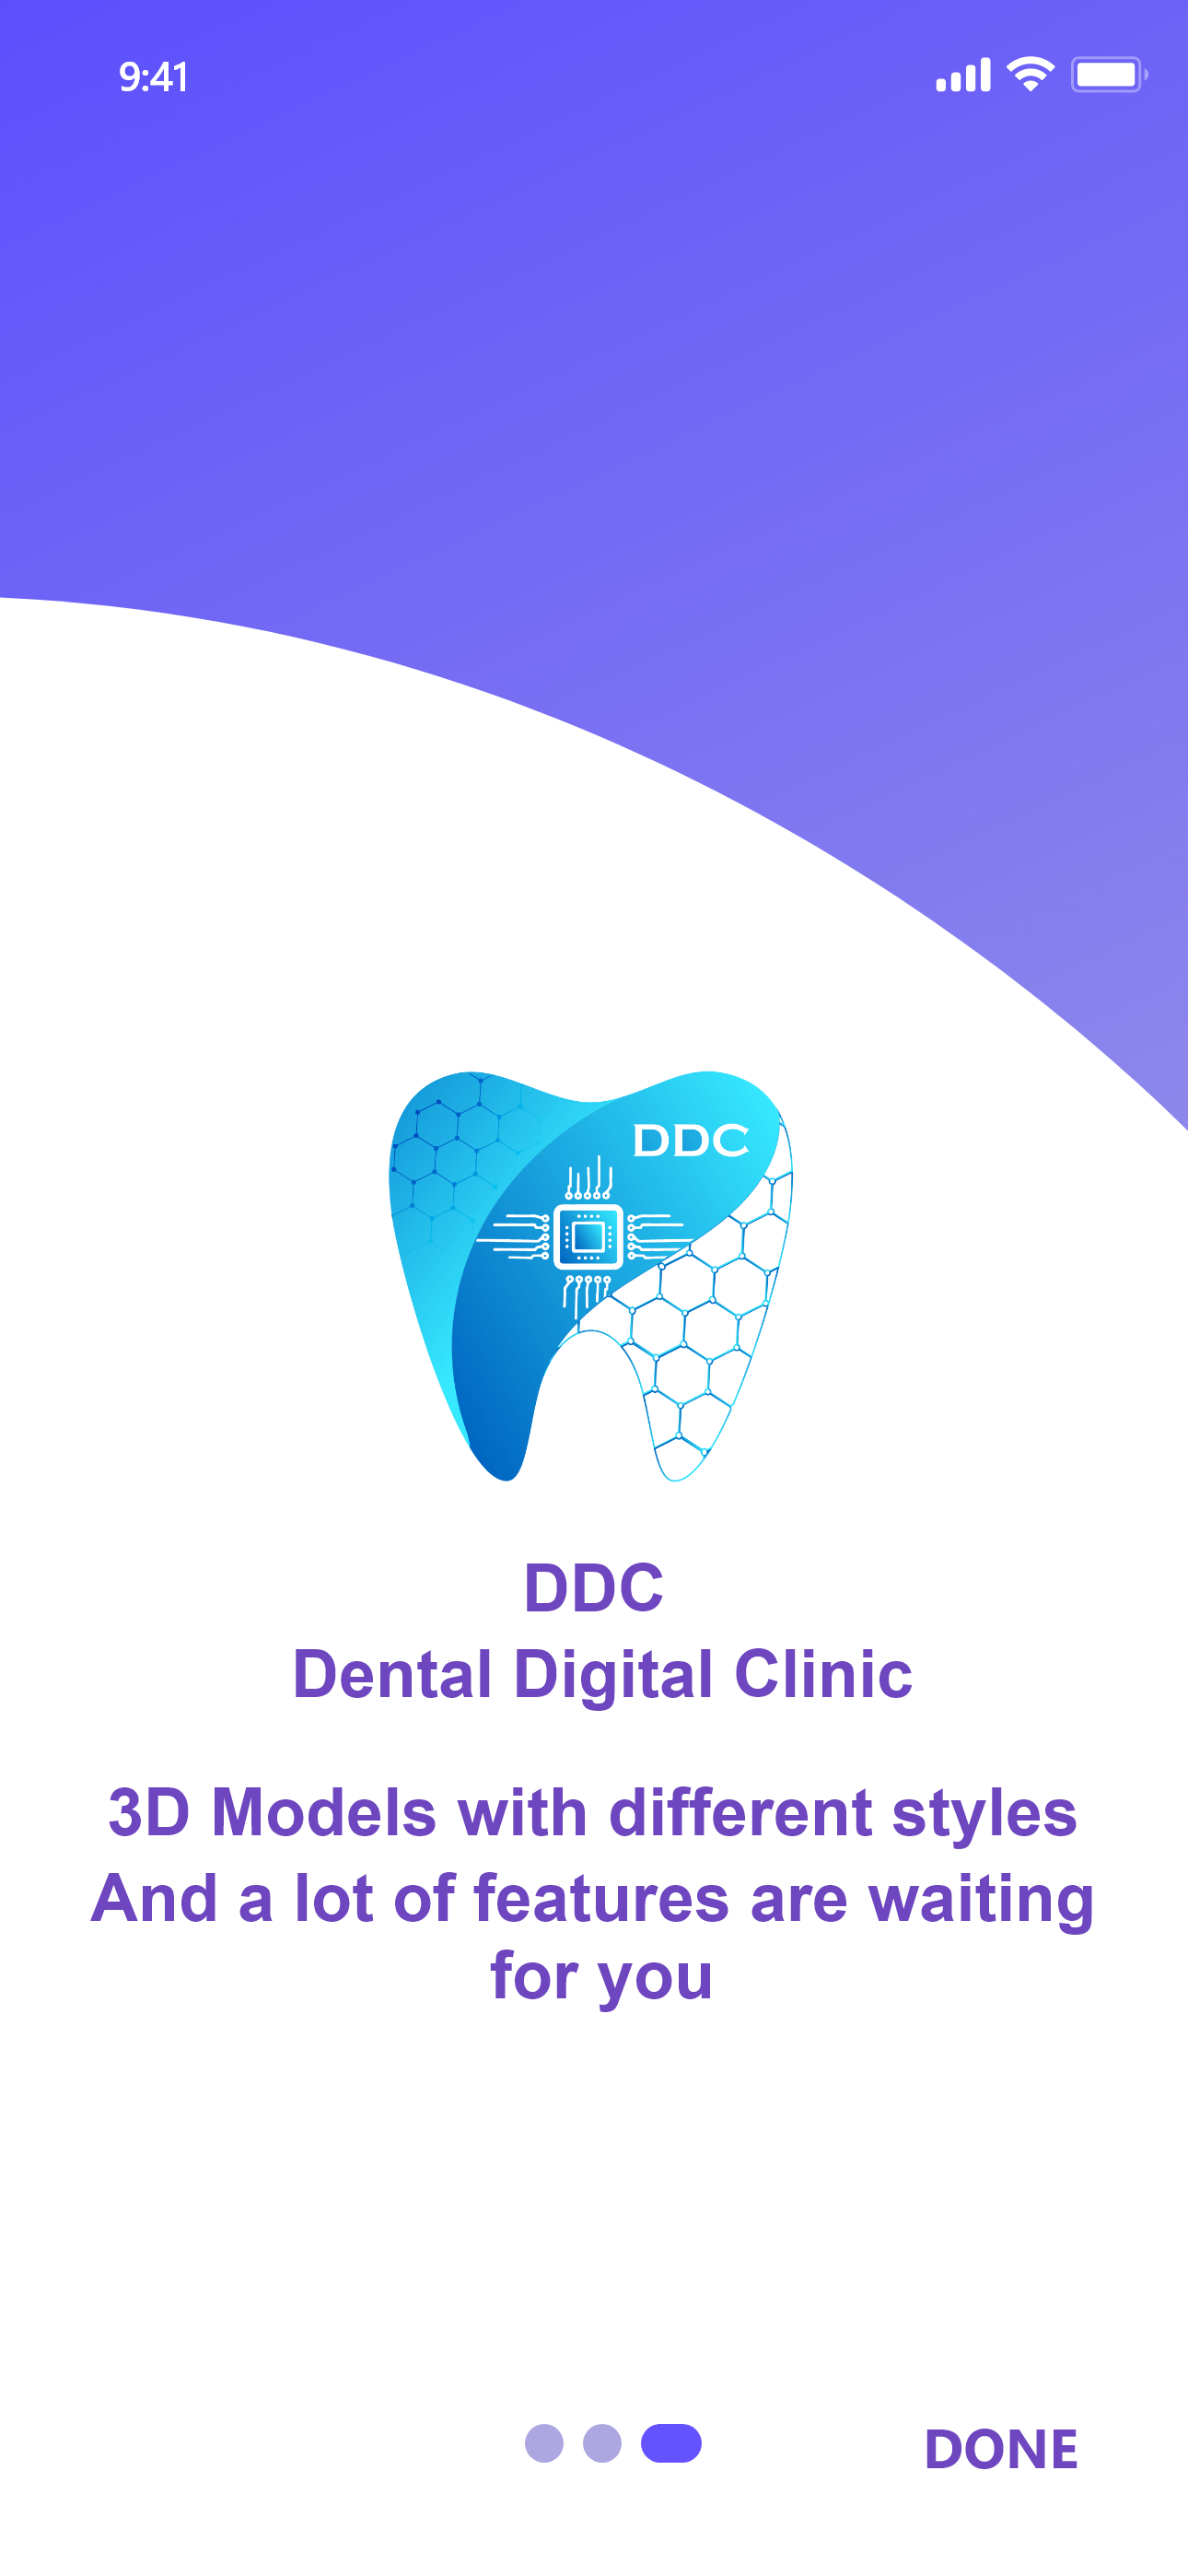 9:41
DDC
DDC
Dental Digital Clinic
3D Models with different styles
And a lot of features are waiting
for you
DONE